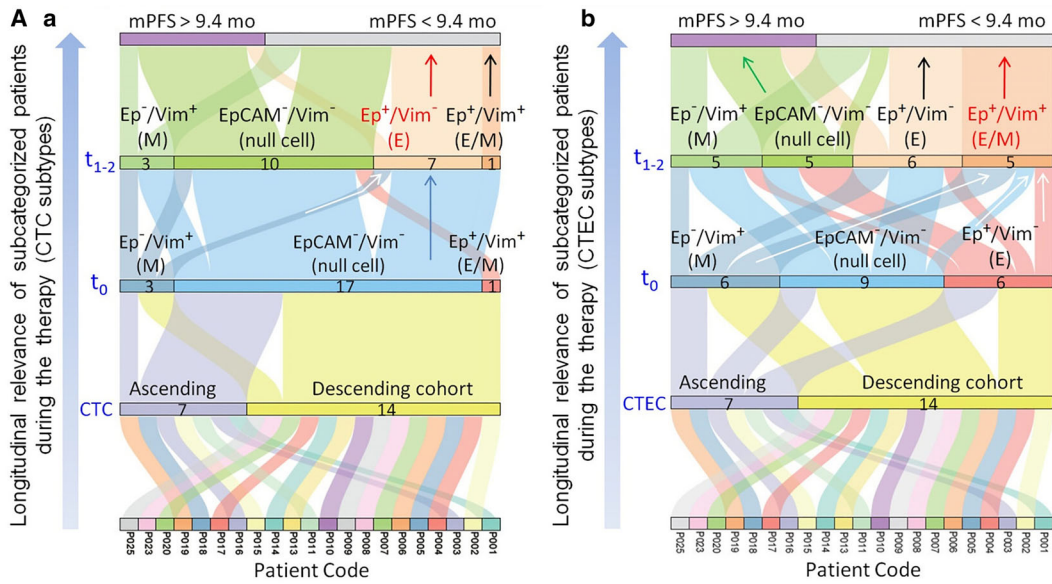 A a
mPFS > 9.4 mo mPFS < 9.4 mo
Longitudinal relevance of subcategorized patients
during the therapy (CTC subtypes)
Ep⁻/Vim⁺ EpCAM⁻/Vim⁻ Ep⁺/Vim⁻ Ep⁺/Vim⁺
(M) (null cell) (E) (E/M)
t₁₋₂ 3 10 7 1
Ep⁻/Vim⁺ EpCAM⁻/Vim⁻ Ep⁺/Vim⁺
(M) (null cell) (E/M)
t₀ 3 17 1
Ascending Descending cohort
CTC 7 14
P025 P023 P020 P019 P018 P017 P016 P015 P014 P013 P011 P010 P009 P008 P007 P006 P005 P004 P003 P002 P001
Patient Code
b
mPFS > 9.4 mo mPFS < 9.4 mo
Longitudinal relevance of subcategorized patients
during the therapy (CTEC subtypes)
Ep⁻/Vim⁺ EpCAM⁻/Vim⁻ Ep⁺/Vim⁻ Ep⁺/Vim⁺
(M) (null cell) (E) (E/M)
t₁₋₂ 5 5 6 5
Ep⁻/Vim⁺ EpCAM⁻/Vim⁻ Ep⁺/Vim⁻
(M) (null cell) (E)
t₀ 6 9 6
Ascending Descending cohort
CTEC 7 14
P025 P023 P020 P019 P018 P017 P016 P015 P014 P013 P011 P010 P009 P008 P007 P006 P005 P004 P003 P002 P001
Patient Code